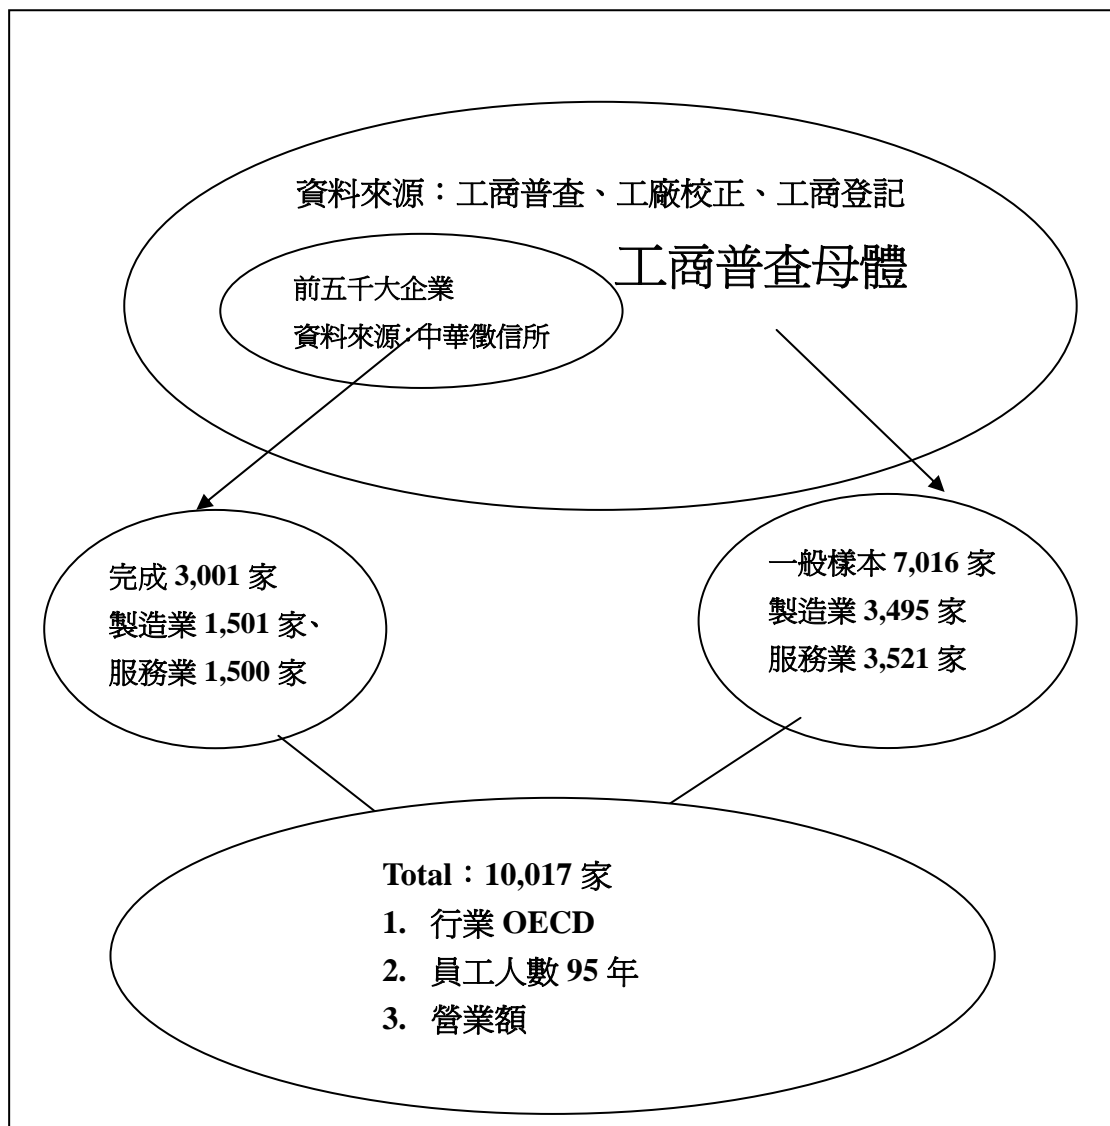 資料來源：工商普查、工廠校正、工商登記
工商普查母體
前五千大企業
資料來源：中華徵信所
完成 3,001 家
製造業 1,501 家、
服務業 1,500 家
一般樣本 7,016 家
製造業 3,495 家
服務業 3,521 家
Total：10,017 家
1. 行業 OECD
2. 員工人數 95 年
3. 營業額